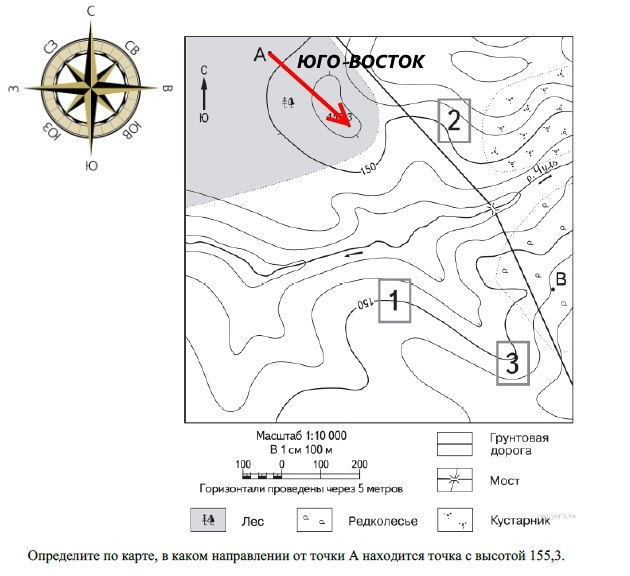 С
СЗ
СВ
З
В
ЮЗ
ЮВ
Ю
А
ЮГО-ВОСТОК
С
Ю
2
150
р. Чуль
В
150
1
3
Масштаб 1:10 000
В 1 см 100 м
100 0 100 200
Горизонтали проведены через 5 метров
Грунтовая
дорога
Мост
Лес
Редколесье
Кустарник
Определите по карте, в каком направлении от точки А находится точка с высотой 155,3.